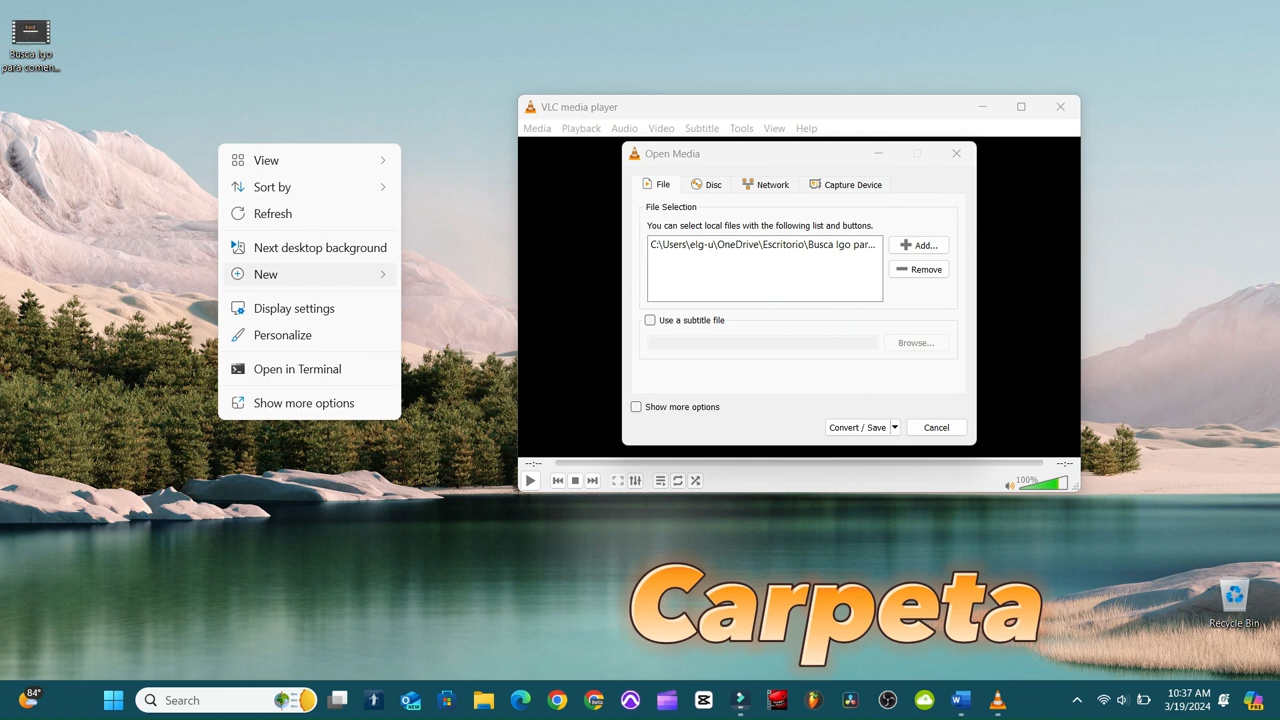 Busca lgo
para comen...
View
Sort by
Refresh
Next desktop background
New
Display settings
Personalize
Open in Terminal
Show more options
VLC media player
Media Playback Audio Video Subtitle Tools View Help
Open Media
File Disc Network Capture Device
File Selection
You can select local files with the following list and buttons.
C:\Users\elg-u\OneDrive\Escritorio\Busca lgo par...
Add...
Remove
Use a subtitle file
Browse...
Show more options
Convert / Save Cancel
--:-- --:--
100%
Carpeta
Recycle Bin
84°
Search
10:37 AM
3/19/2024